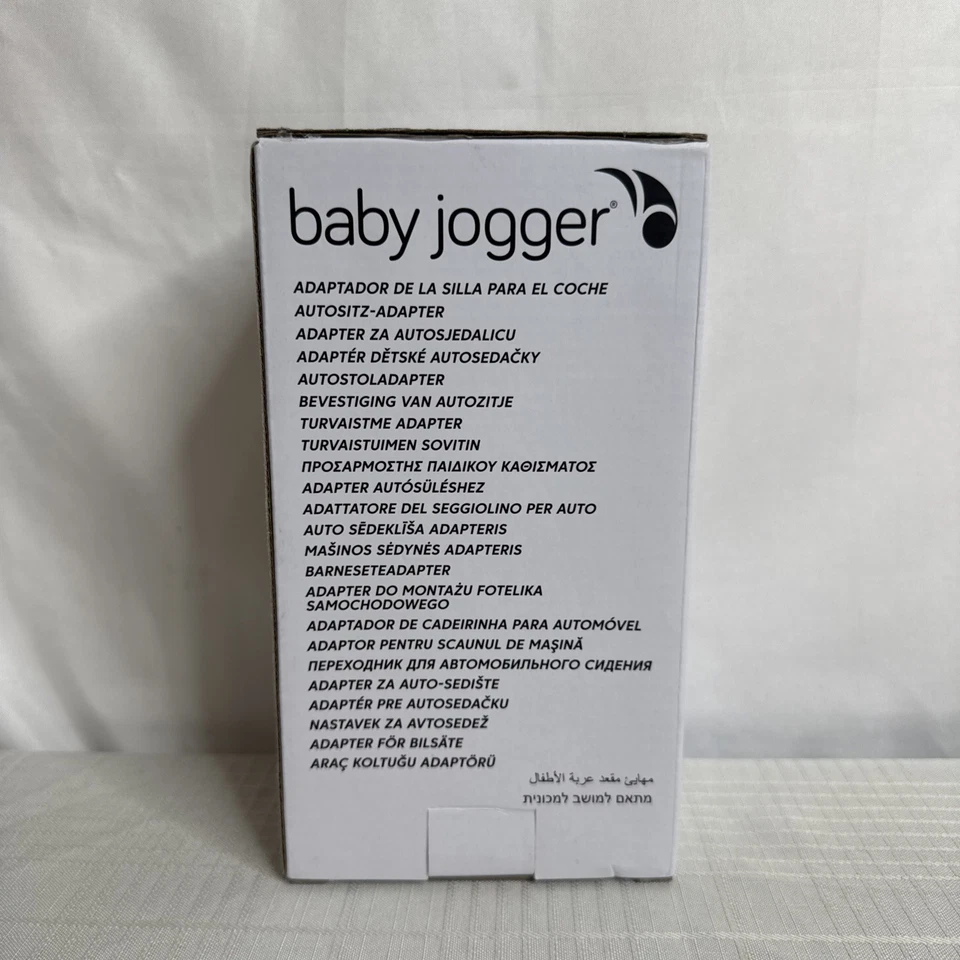 baby jogger®
ADAPTADOR DE LA SILLA PARA EL COCHE
AUTOSITZ-ADAPTER
ADAPTER ZA AUTOSJEDALICU
ADAPTÉR DĚTSKÉ AUTOSEDAČKY
AUTOSTOLADAPTER
BEVESTIGING VAN AUTOZITJE
TURVAISTME ADAPTER
TURVAISTUIMEN SOVITIN
ΠΡΟΣΑΡΜΟΣΤΗΣ ΠΑΙΔΙΚΟΥ ΚΑΘΙΣΜΑΤΟΣ
ADAPTER AUTÓSÜLÉSHEZ
ADATTATORE DEL SEGGIOLINO PER AUTO
AUTO SĒDEKLĪŠA ADAPTERIS
MAŠINOS SĖDYNĖS ADAPTERIS
BARNESETEADAPTER
ADAPTER DO MONTAŻU FOTELIKA
SAMOCHODOWEGO
ADAPTADOR DE CADEIRINHA PARA AUTOMÓVEL
ADAPTOR PENTRU SCAUNUL DE MAŞINĂ
ПЕРЕХОДНИК ДЛЯ АВТОМОБИЛЬНОГО СИДЕНИЯ
ADAPTER ZA AUTO-SEDIŠTE
ADAPTÉR PRE AUTOSEDAČKU
NASTAVEK ZA AVTOSEDEŽ
ADAPTER FÖR BILSÄTE
ARAÇ KOLTUĞU ADAPTÖRÜ
مهايئ مقعد عربة الأطفال
מתאם למושב למכונית